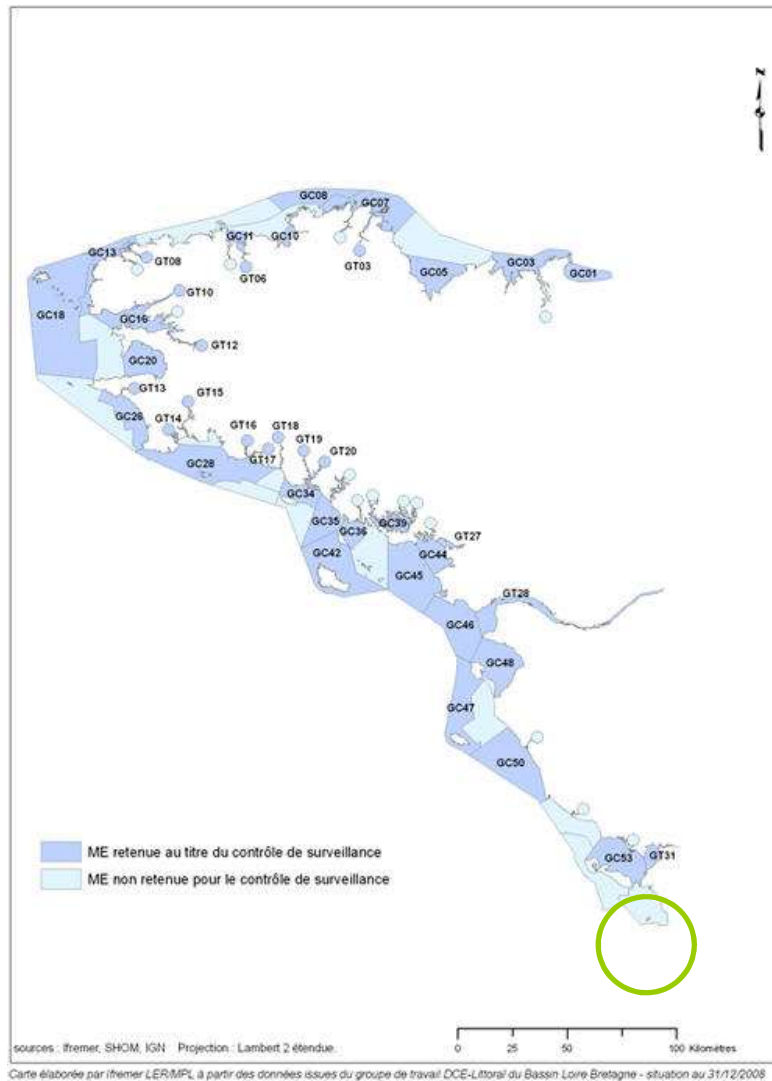 N
GC08
GC07
GC11
GC10
GC13
GT08
GT06
GT03
GC05
GC03
GC01
GT10
GC18
GC16
GT12
GC20
GT13
GT15
GC26
GT14
GT16
GT18
GT17
GT19
GT20
GC28
GC34
GC35
GC36
GC39
GT27
GC42
GC44
GC45
GT28
GC46
GC48
GC47
GC50
GC53
GT31
ME retenue au titre du contrôle de surveillance
ME non retenue pour le contrôle de surveillance
0 50 100 Kilomètres
sources : Ifremer, SHOM, IGN Projection : Lambert 2 étendue
Carte élaborée par Ifremer LER/MPL à partir des données issues du groupe de travail DCE-Littoral du Bassin Loire Bretagne - situation au 31/12/2008